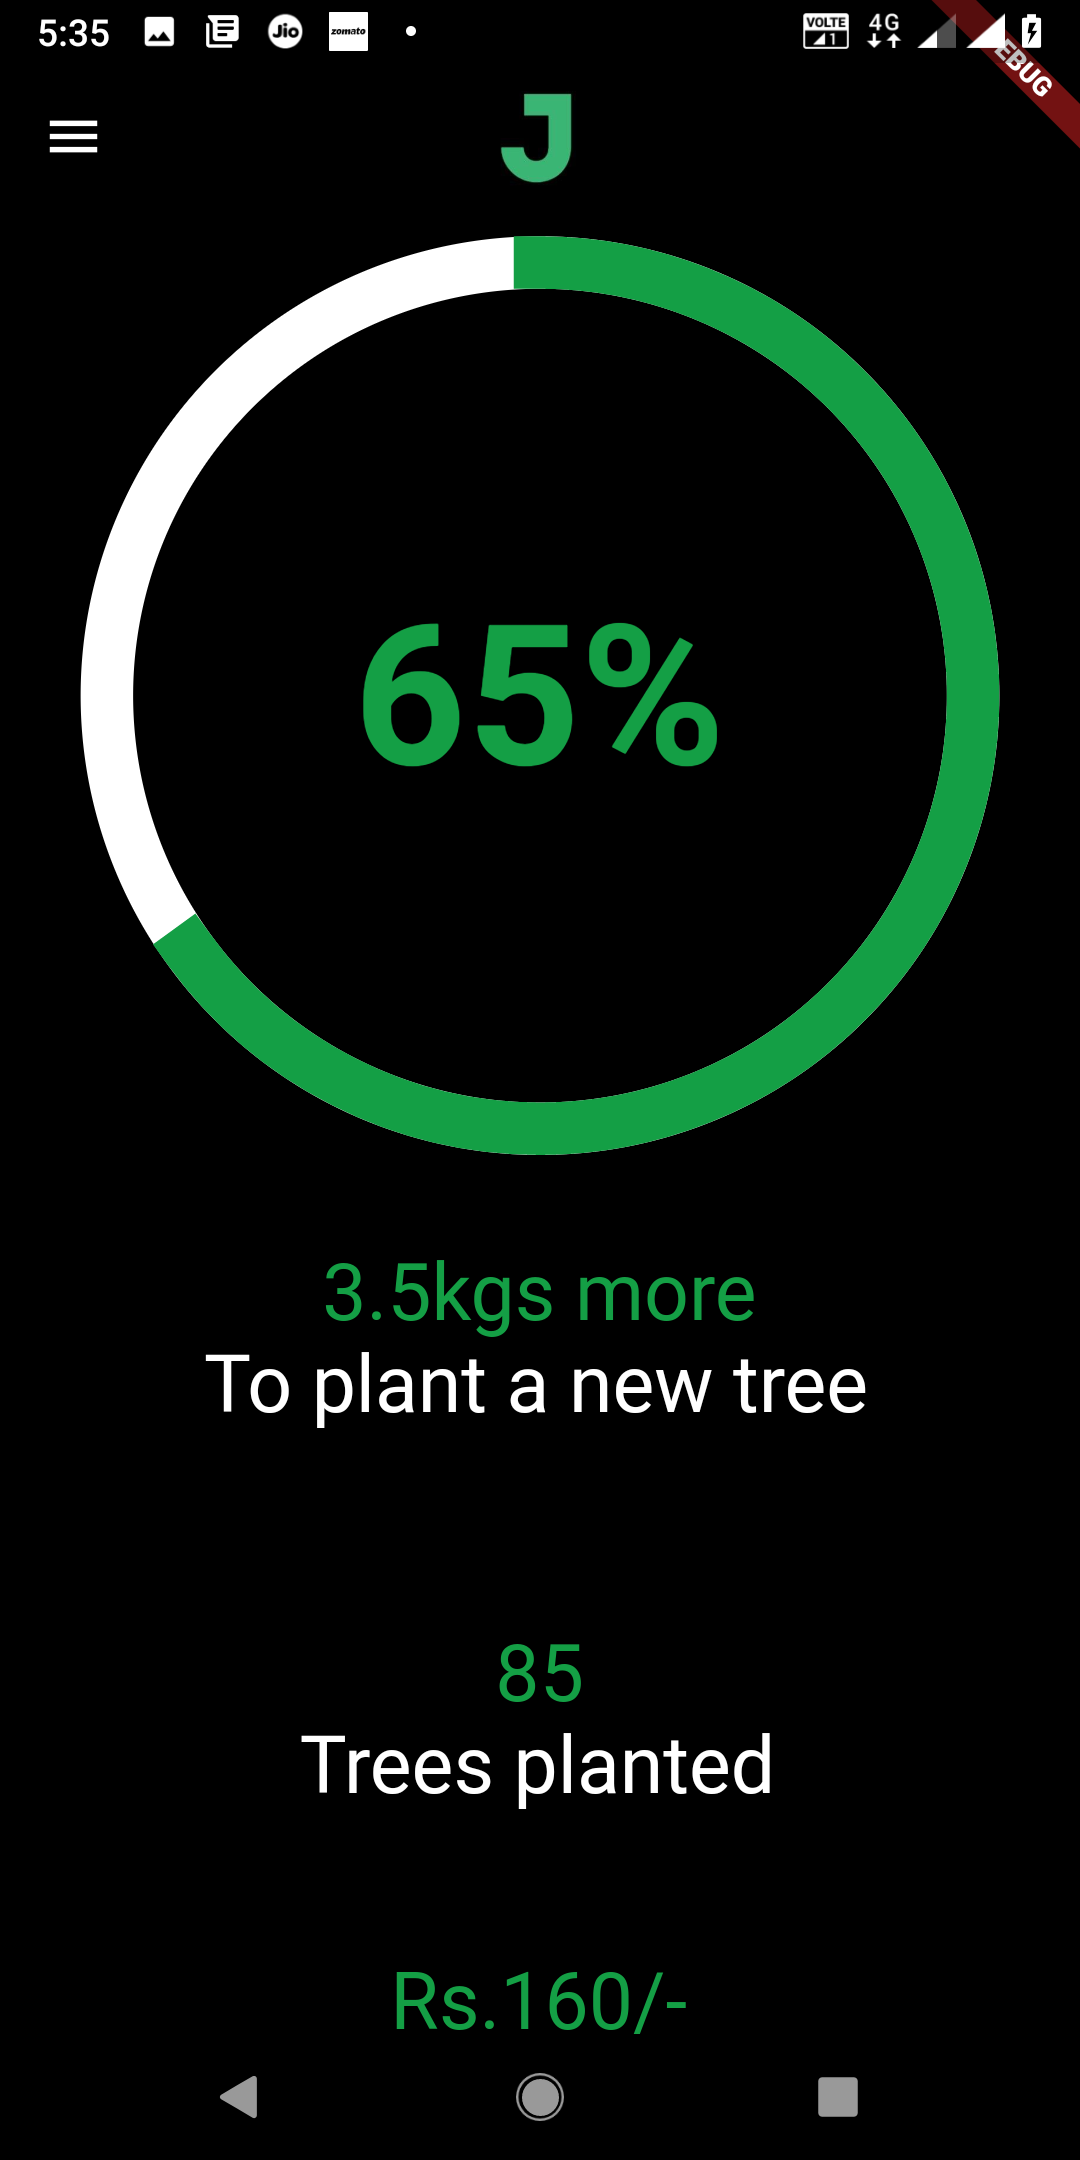 5:35 Jio zomato VOLTE 1 4G
EBUG
J
65%
3.5kgs more
To plant a new tree
85
Trees planted
Rs.160/-